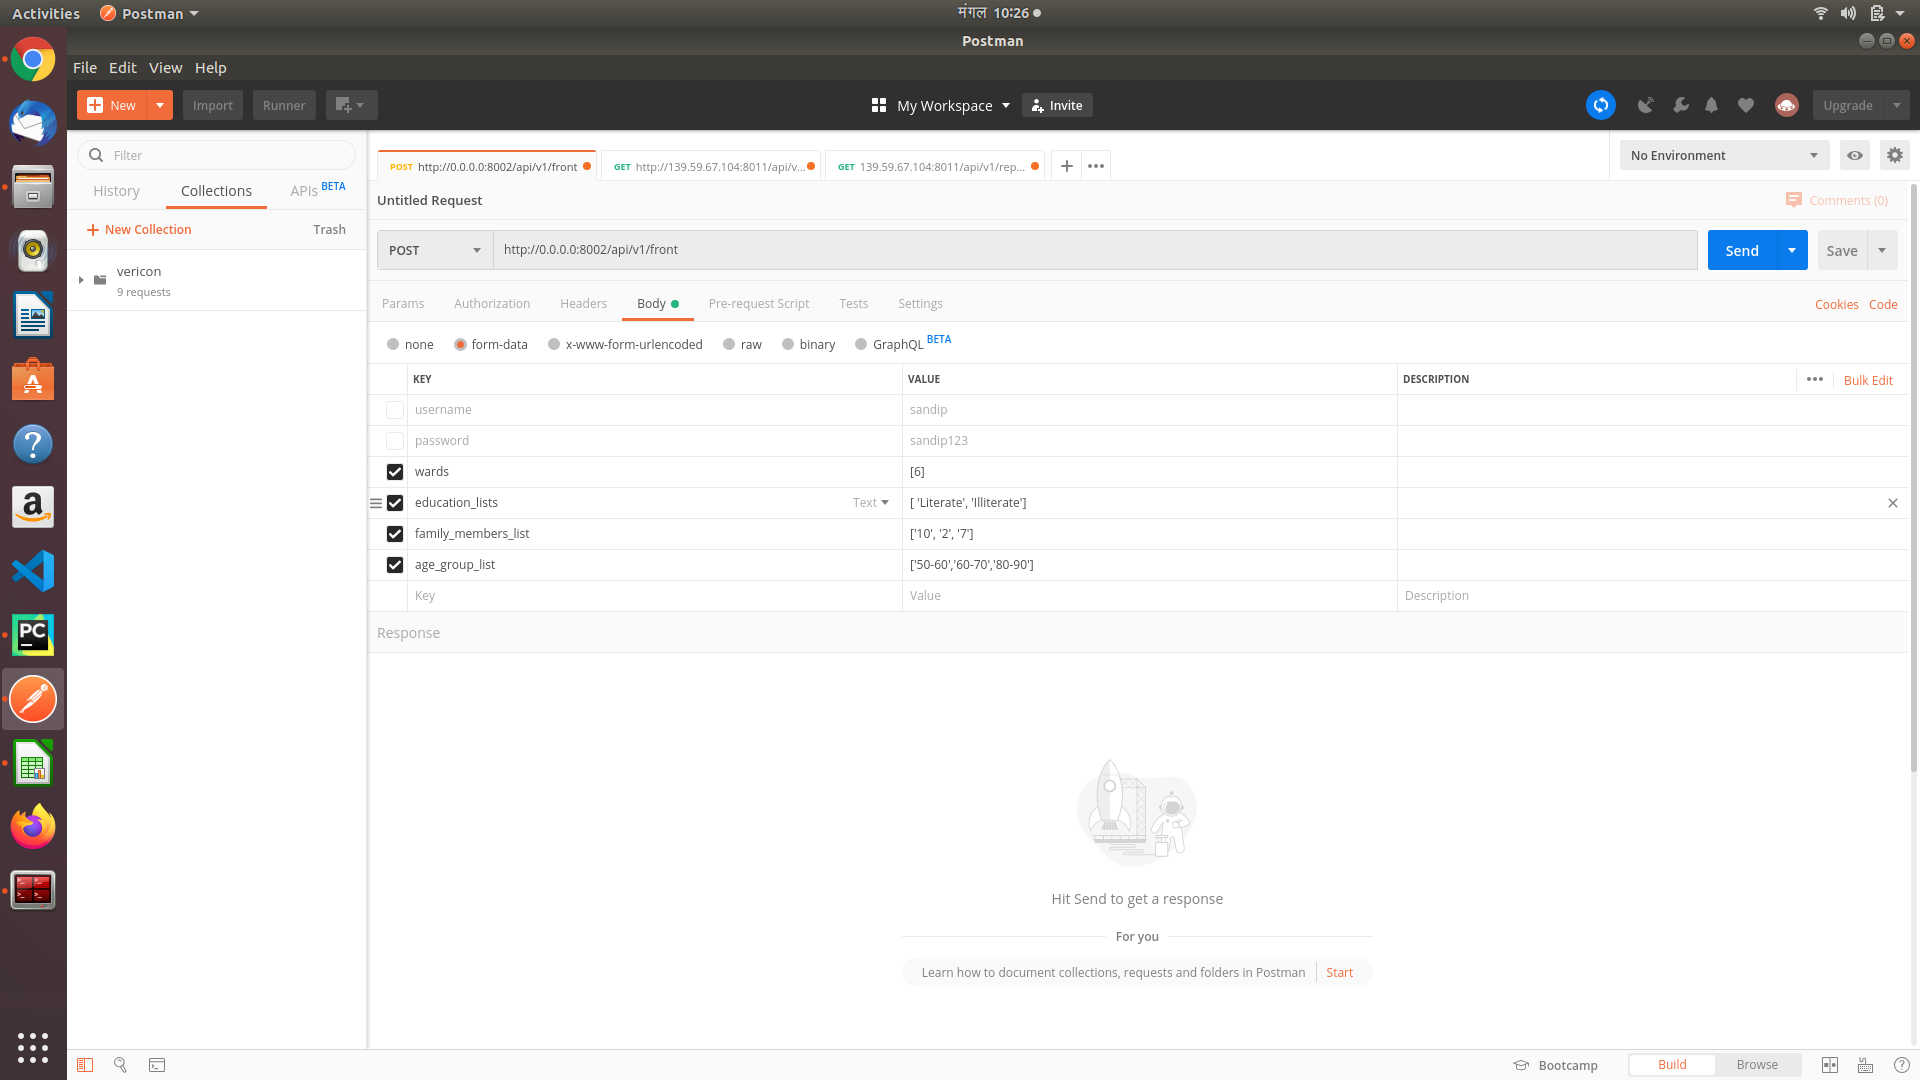 Activities Postman मंगल 10:26
Postman
File Edit View Help
New Import Runner My Workspace Invite Upgrade
Filter
History Collections APIs BETA
New Collection Trash
vericon
9 requests
POST http://0.0.0.0:8002/api/v1/front GET http://139.59.67.104:8011/api/v... GET 139.59.67.104:8011/api/v1/rep... No Environment
Untitled Request Comments (0)
POST http://0.0.0.0:8002/api/v1/front Send Save
Params Authorization Headers Body Pre-request Script Tests Settings Cookies Code
none form-data x-www-form-urlencoded raw binary GraphQL BETA
KEY VALUE DESCRIPTION Bulk Edit
username sandip
password sandip123
wards [6]
education_lists Text [ 'Literate', 'Illiterate']
family_members_list ['10', '2', '7']
age_group_list ['50-60','60-70','80-90']
Key Value Description
Response
Hit Send to get a response
For you
Learn how to document collections, requests and folders in Postman Start
Bootcamp Build Browse